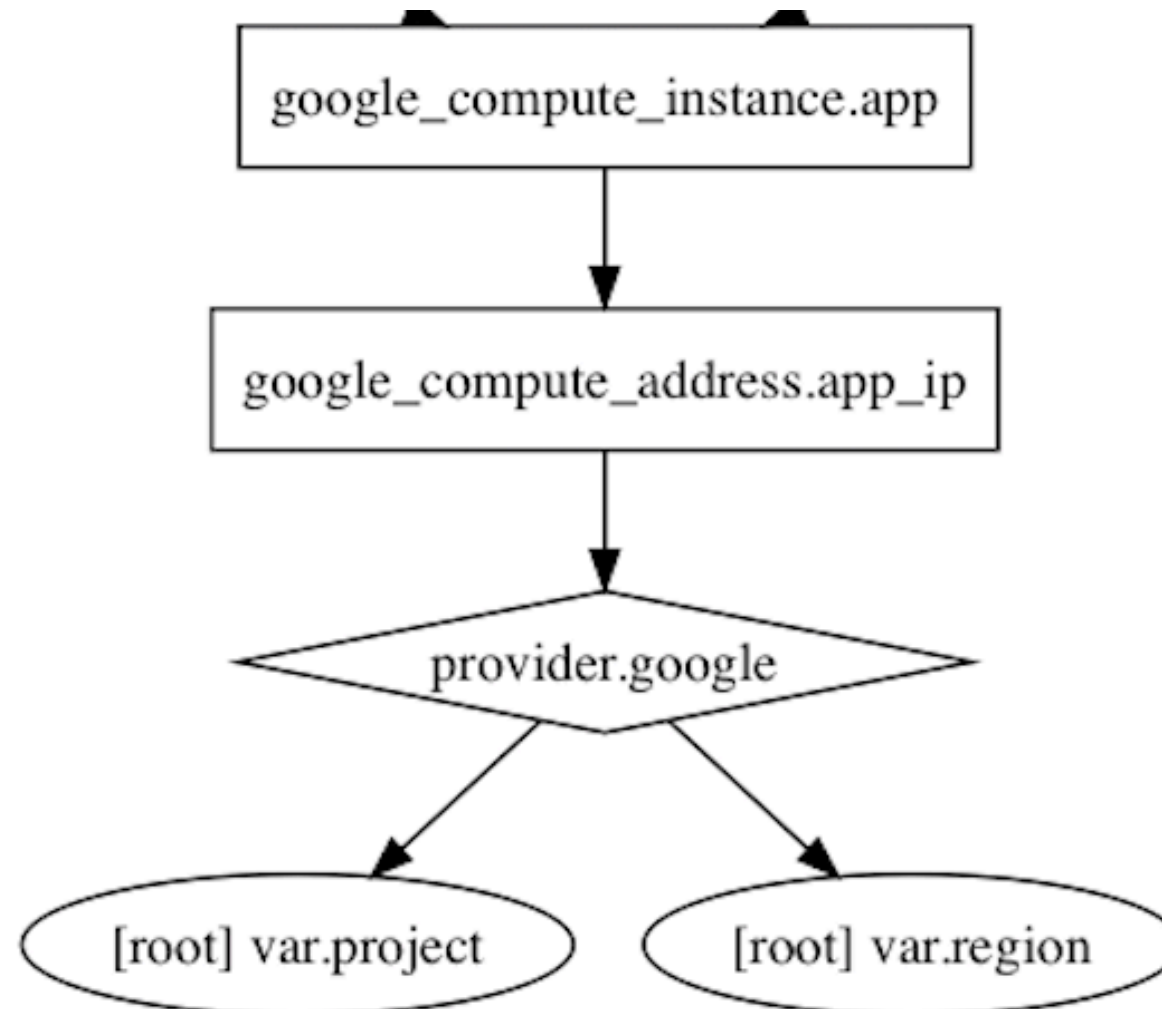 google_compute_instance.app
google_compute_address.app_ip
provider.google
[root] var.project
[root] var.region